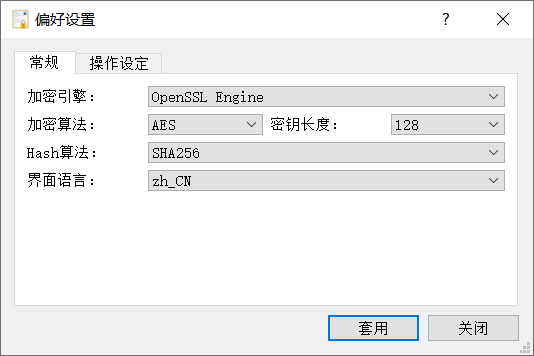 偏好设置
常规 操作设定
加密引擎： OpenSSL Engine
加密算法： AES 密钥长度： 128
Hash算法： SHA256
界面语言： zh_CN
套用 关闭